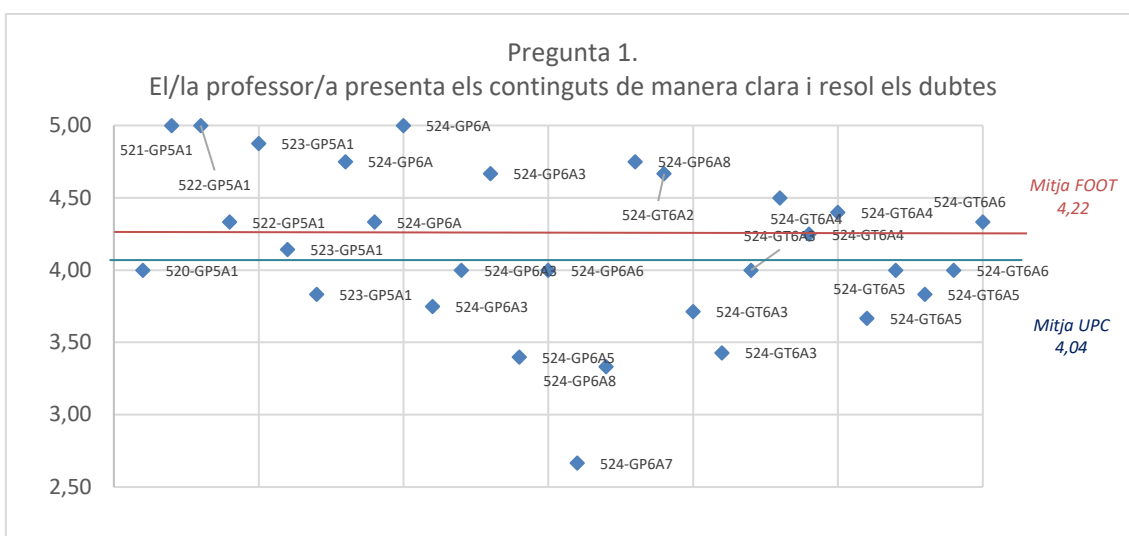 Pregunta 1.
El/la professor/a presenta els continguts de manera clara i resol els dubtes
5,00
4,50
4,00
3,50
3,00
2,50
521-GP5A1
522-GP5A1
523-GP5A1
524-GP6A
524-GP6A
524-GP6A3
524-GP6A8
524-GT6A2
522-GP5A1
524-GP6A
524-GT6A4
524-GT6A4
524-GT6A6
523-GP5A1
524-GT6A3
524-GT6A4
520-GP5A1
524-GP6A3
524-GP6A6
524-GT6A6
523-GP5A1
524-GP6A3
524-GT6A3
524-GT6A5
524-GT6A5
524-GT6A5
524-GP6A5
524-GP6A8
524-GT6A3
524-GP6A7
Mitja FOOT
4,22
Mitja UPC
4,04